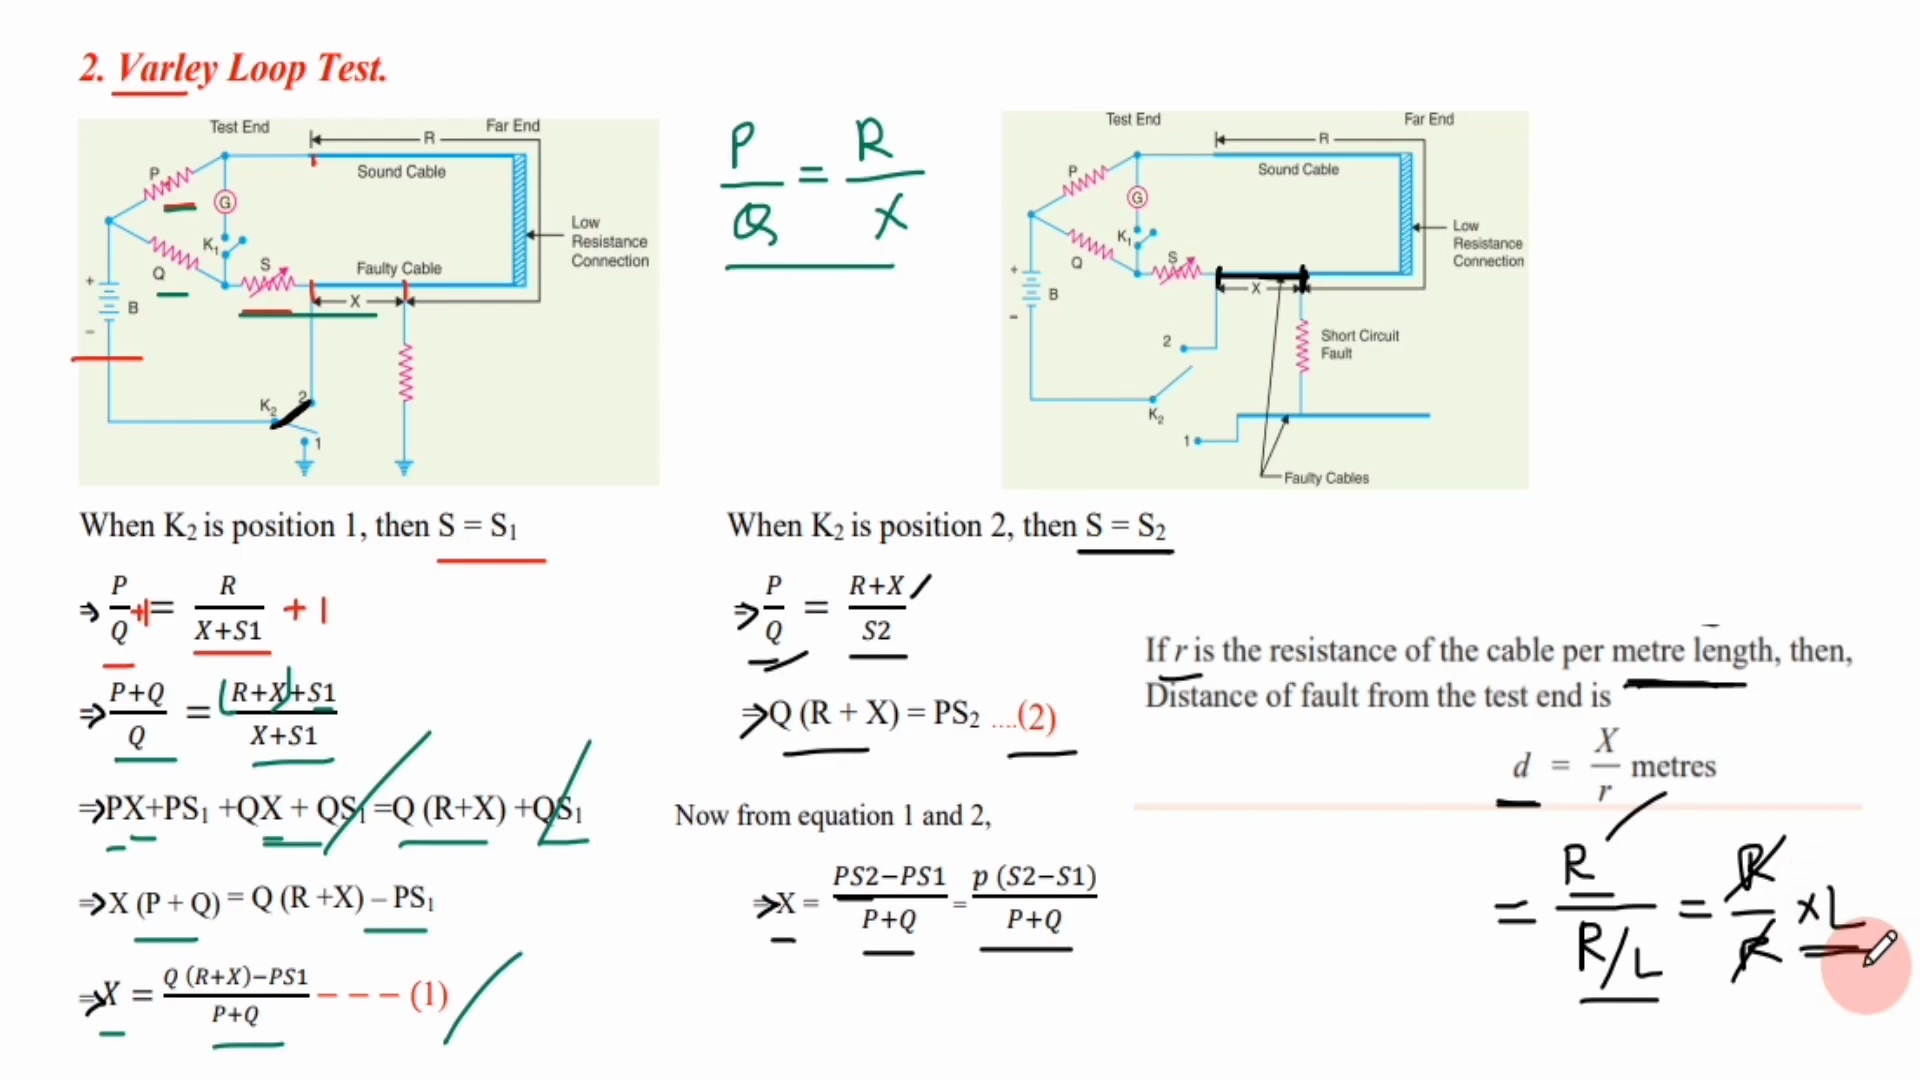 2. Varley Loop Test.
Test End
Far End
R
Sound Cable
P
G
K₁
Q
S
Faulty Cable
X
Low
Resistance
Connection
+
B
−
K₂
2
1
P/Q = R/X
Test End
Far End
R
Sound Cable
P
G
K₁
Q
S
X
Low
Resistance
Connection
+
B
-
2
K₂
1
Short Circuit
Fault
Faulty Cables
When K₂ is position 1, then S = S₁
⇒ P/Q +1 = R/(X+S1) + 1
⇒ (P+Q)/Q = ((R+X)+S1)/(X+S1)
⇒PX+PS₁ +QX + QS₁ =Q (R+X) +QS₁
⇒X (P + Q) = Q (R +X) – PS₁
⇒X = (Q (R+X)−PS1)/(P+Q) − − − − (1)
When K₂ is position 2, then S = S₂
⇒ P/Q = (R+X)/S2
⇒Q (R + X) = PS₂ ....(2)
Now from equation 1 and 2,
⇒X = (PS2−PS1)/(P+Q) = p (S2−S1)/(P+Q)
If r is the resistance of the cable per metre length, then,
Distance of fault from the test end is
d = X/r metres
= R/(R/L) = R/R × L